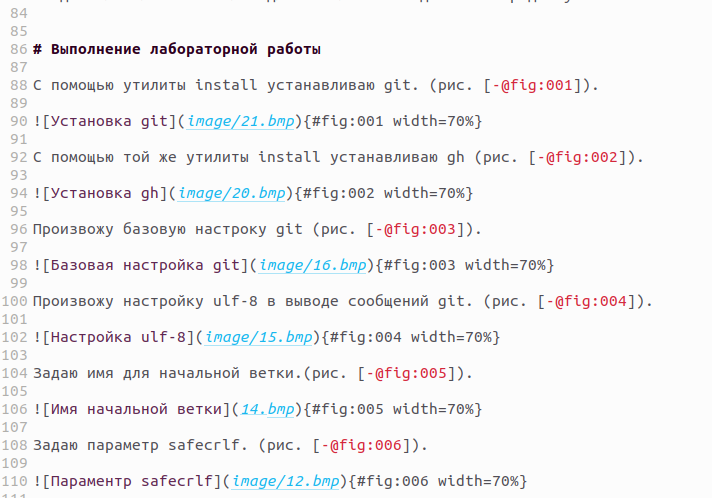 84
85
86 # Выполнение лабораторной работы
87
88 С помощью утилиты install устанавливаю git. (рис. [-@fig:001]).
89
90 ![Установка git](image/21.bmp){#fig:001 width=70%}
91
92 С помощью той же утилиты install устанавливаю gh (рис. [-@fig:002]).
93
94 ![Установка gh](image/20.bmp){#fig:002 width=70%}
95
96 Произвожу базовую настроку git (рис. [-@fig:003]).
97
98 ![Базовая настройка git](image/16.bmp){#fig:003 width=70%}
99
100 Произвожу настройку ulf-8 в выводе сообщений git. (рис. [-@fig:004]).
101
102 ![Настройка ulf-8](image/15.bmp){#fig:004 width=70%}
103
104 Задаю имя для начальной ветки.(рис. [-@fig:005]).
105
106 ![Имя начальной ветки](14.bmp){#fig:005 width=70%}
107
108 Задаю параметр safecrlf. (рис. [-@fig:006]).
109
110 ![Параментр safecrlf](image/12.bmp){#fig:006 width=70%}